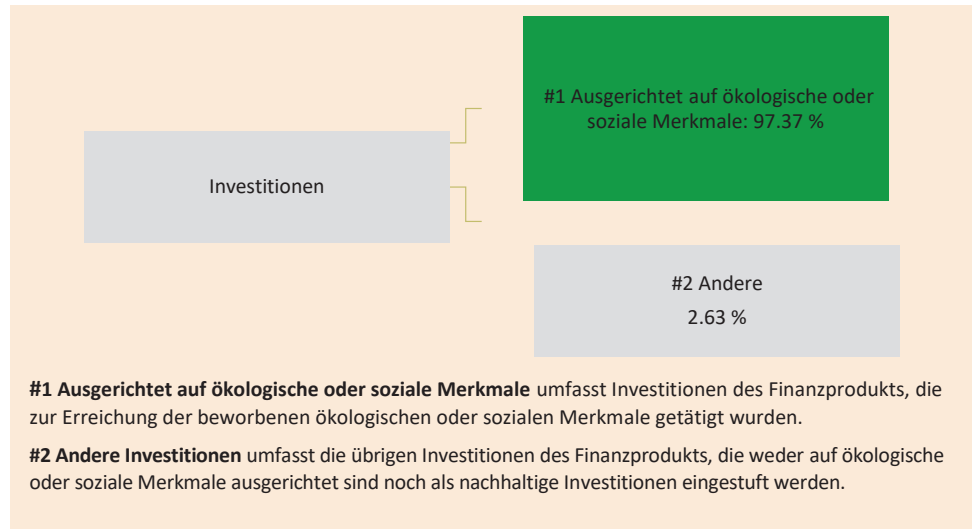 #1 Ausgerichtet auf ökologische oder
soziale Merkmale: 97.37 %
Investitionen
#2 Andere
2.63 %
#1 Ausgerichtet auf ökologische oder soziale Merkmale umfasst Investitionen des Finanzprodukts, die
zur Erreichung der beworbenen ökologischen oder sozialen Merkmale getätigt wurden.
#2 Andere Investitionen umfasst die übrigen Investitionen des Finanzprodukts, die weder auf ökologische
oder soziale Merkmale ausgerichtet sind noch als nachhaltige Investitionen eingestuft werden.